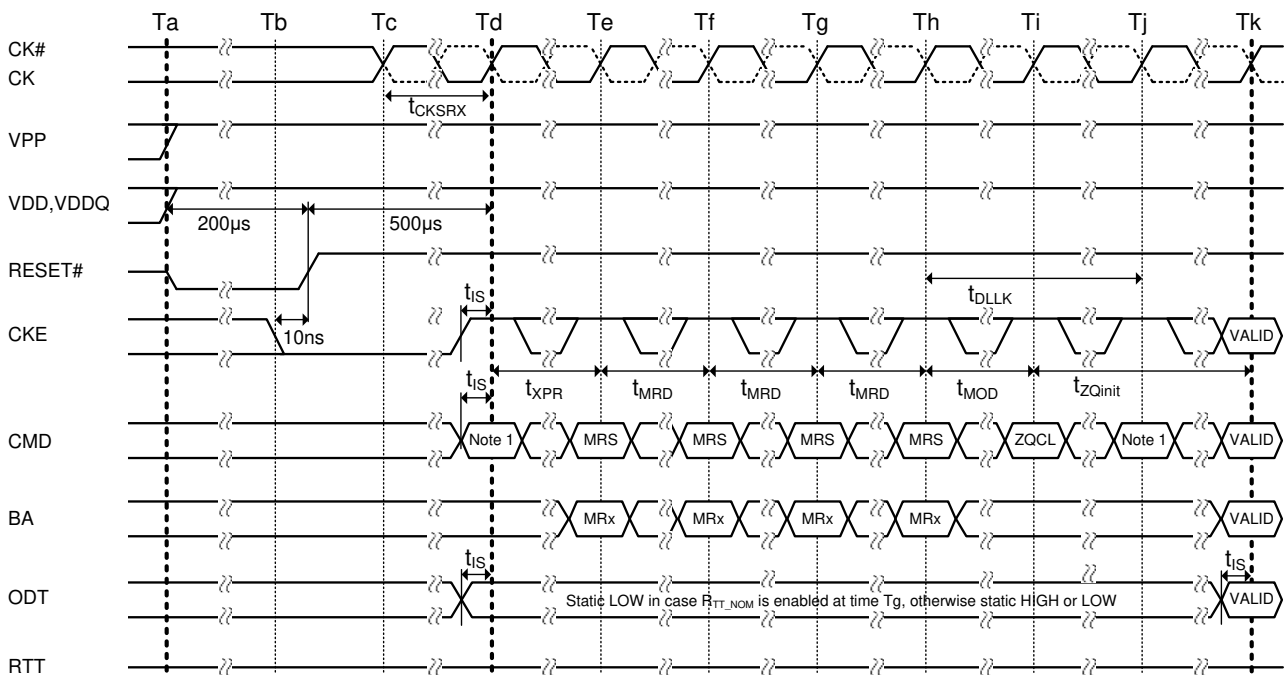 Ta Tb Tc Td Te Tf Tg Th Ti Tj Tk
CK#
CK
tCKSRX
VPP
VDD,VDDQ
200µs 500µs
RESET#
tIS
tDLLK
CKE
10ns
VALID
tIS
tXPR tMRD tMRD tMRD tMOD tZQinit
CMD
Note 1 MRS MRS MRS MRS ZQCL Note 1 VALID
BA
MRx MRx MRx MRx VALID
tIS tIS
ODT
Static LOW in case RTT_NOM is enabled at time Tg, otherwise static HIGH or LOW VALID
RTT